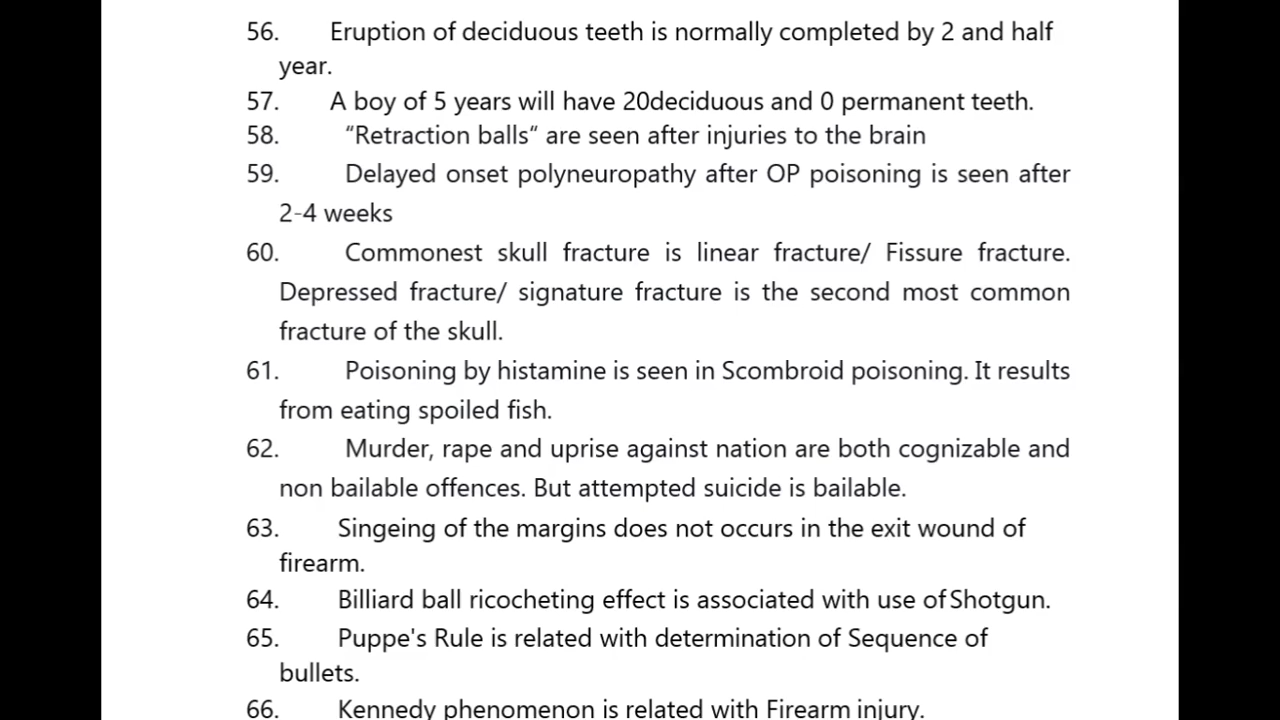 56. Eruption of deciduous teeth is normally completed by 2 and half
year.
57. A boy of 5 years will have 20deciduous and 0 permanent teeth.
58. “Retraction balls“ are seen after injuries to the brain
59. Delayed onset polyneuropathy after OP poisoning is seen after
2-4 weeks
60. Commonest skull fracture is linear fracture/ Fissure fracture.
Depressed fracture/ signature fracture is the second most common
fracture of the skull.
61. Poisoning by histamine is seen in Scombroid poisoning. It results
from eating spoiled fish.
62. Murder, rape and uprise against nation are both cognizable and
non bailable offences. But attempted suicide is bailable.
63. Singeing of the margins does not occurs in the exit wound of
firearm.
64. Billiard ball ricocheting effect is associated with use of Shotgun.
65. Puppe's Rule is related with determination of Sequence of
bullets.
66. Kennedy phenomenon is related with Firearm injury.